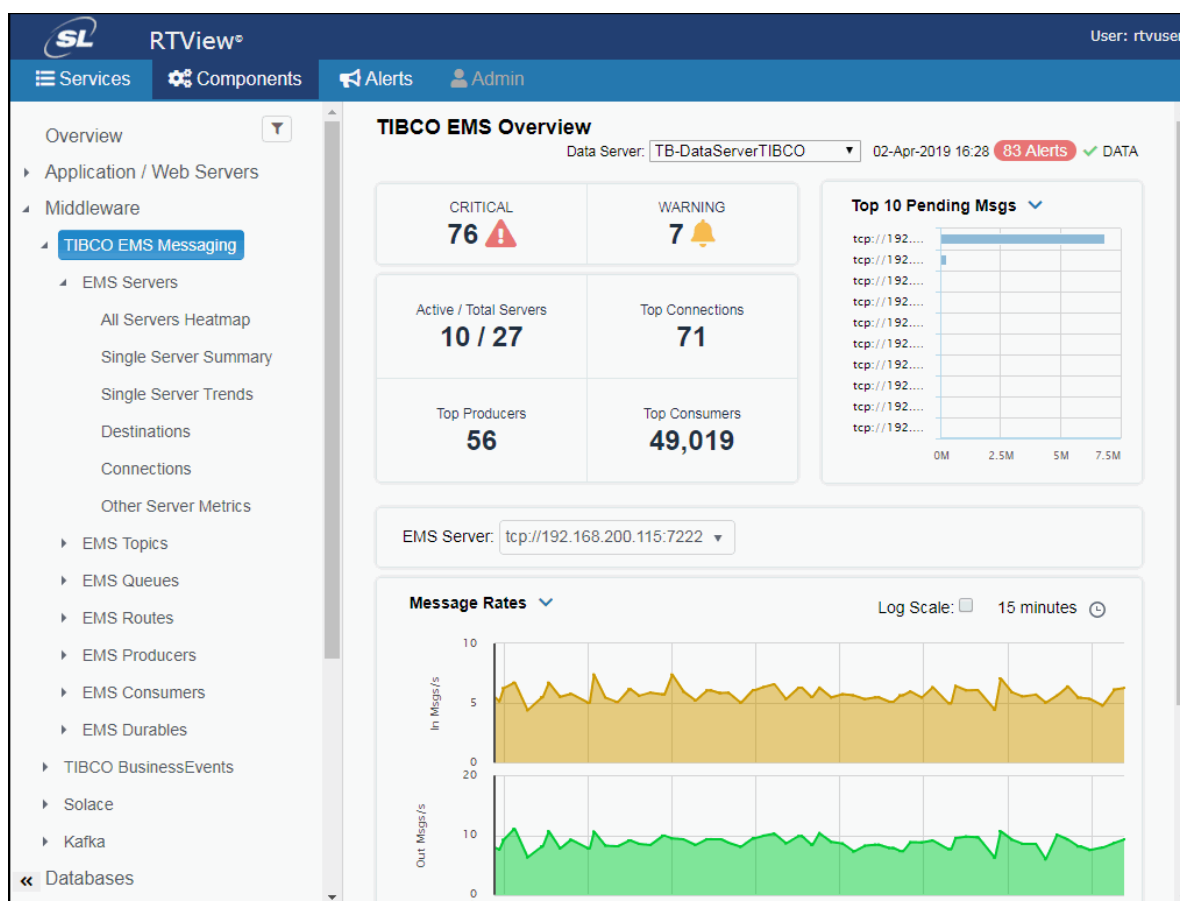 SL RTView®
User: rtvuser
Services Components Alerts Admin
Overview
Application / Web Servers
Middleware
TIBCO EMS Messaging
EMS Servers
All Servers Heatmap
Single Server Summary
Single Server Trends
Destinations
Connections
Other Server Metrics
EMS Topics
EMS Queues
EMS Routes
EMS Producers
EMS Consumers
EMS Durables
TIBCO BusinessEvents
Solace
Kafka
« Databases
TIBCO EMS Overview
Data Server: TB-DataServerTIBCO 02-Apr-2019 16:28 83 Alerts DATA
CRITICAL
76
WARNING
7
Active / Total Servers
10 / 27
Top Connections
71
Top Producers
56
Top Consumers
49,019
Top 10 Pending Msgs
tcp://192....
tcp://192....
tcp://192....
tcp://192....
tcp://192....
tcp://192....
tcp://192....
tcp://192....
tcp://192....
tcp://192....
0M 2.5M 5M 7.5M
EMS Server: tcp://192.168.200.115:7222
Message Rates
Log Scale: 15 minutes
In Msgs/s
10
5
0
Out Msgs/s
20
10
0